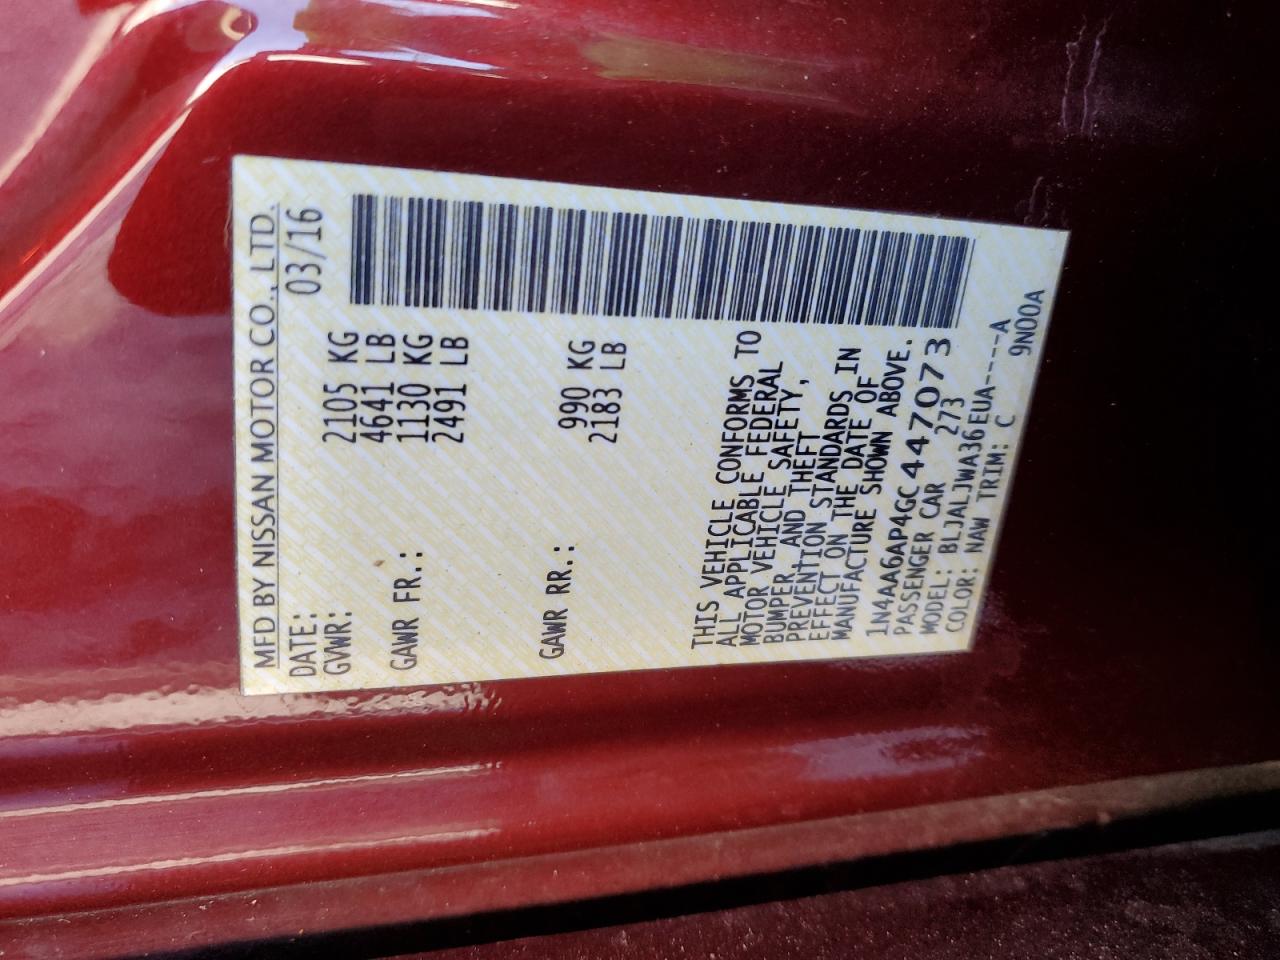 MFD BY NISSAN MOTOR CO., LTD.
DATE: 03/16
GVWR: 2105 KG
4641 LB
GAWR FR.: 1130 KG
2491 LB
GAWR RR.: 990 KG
2183 LB
THIS VEHICLE CONFORMS TO
ALL APPLICABLE FEDERAL
MOTOR VEHICLE SAFETY,
BUMPER AND THEFT
PREVENTION STANDARDS IN
EFFECT ON THE DATE OF
MANUFACTURE SHOWN ABOVE.
1N4AA6AP4GC447073
PASSENGER CAR 273
MODEL: BLJALJWA36EUA-----A
COLOR: NAW TRIM: C 9N00A